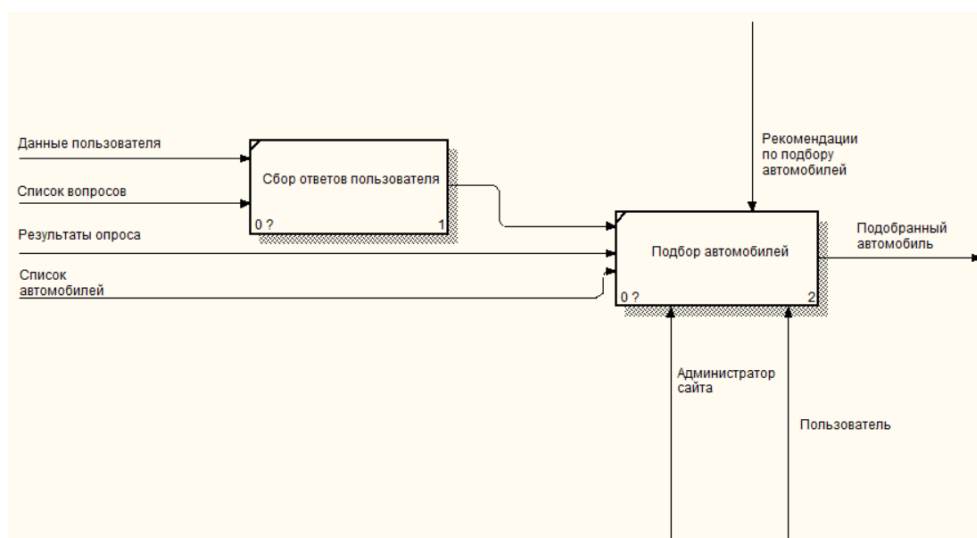 Данные пользователя
Список вопросов
Результаты опроса
Список
автомобилей
Сбор ответов пользователя
0 ?
1
Рекомендации
по подбору
автомобилей
Подбор автомобилей
0 ?
2
Подобранный
автомобиль
Администратор
сайта
Пользователь